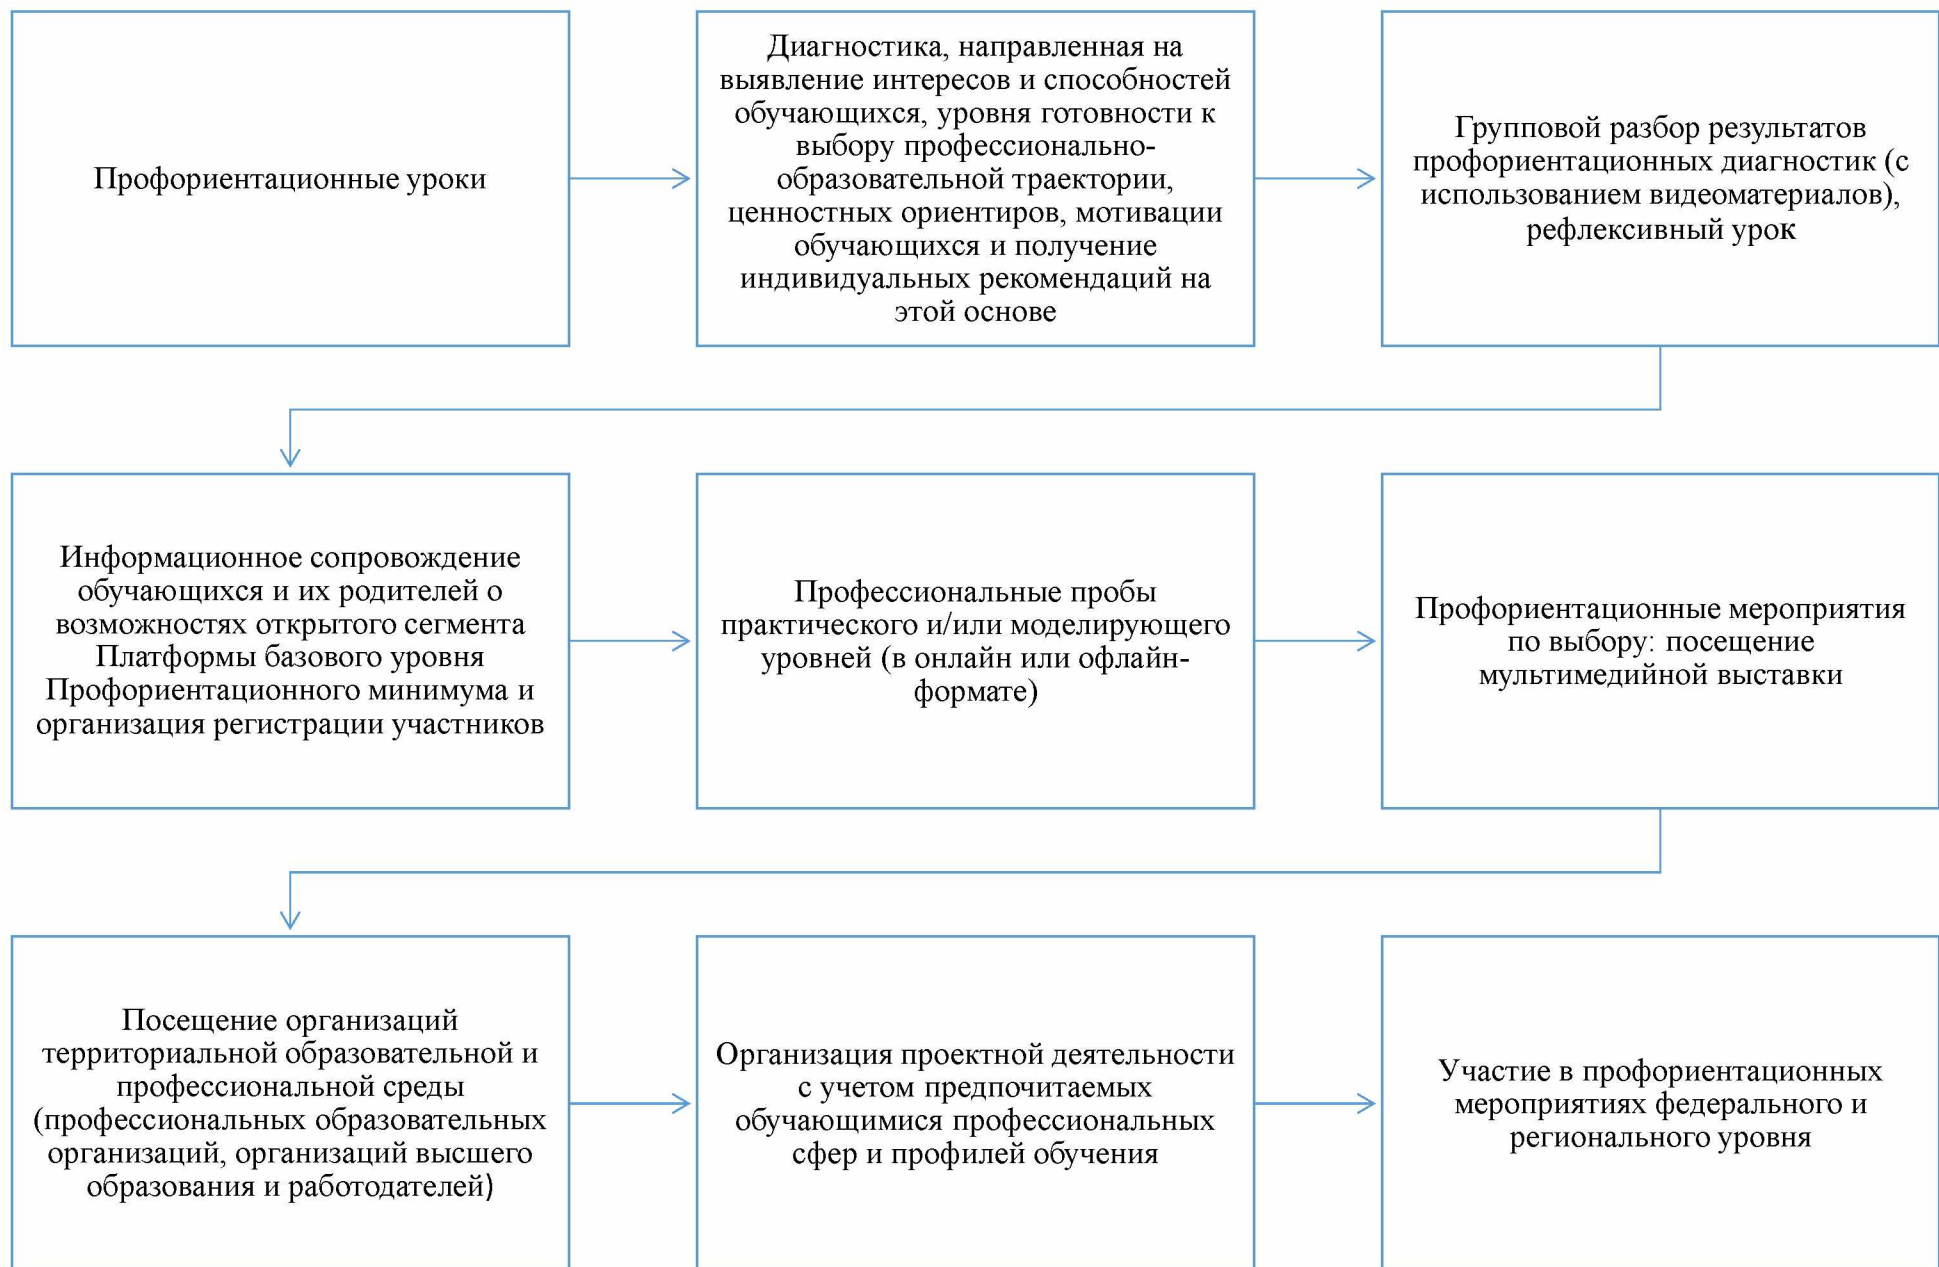 Профориентационные уроки
Диагностика, направленная на
выявление интересов и способностей
обучающихся, уровня готовности к
выбору профессионально-
образовательной траектории,
ценностных ориентиров, мотивации
обучающихся и получение
индивидуальных рекомендаций на
этой основе
Групповой разбор результатов
профориентационных диагностик (с
использованием видеоматериалов),
рефлексивный урок
Информационное сопровождение
обучающихся и их родителей о
возможностях открытого сегмента
Платформы базового уровня
Профориентационного минимума и
организация регистрации участников
Профессиональные пробы
практического и/или моделирующего
уровней (в онлайн или офлайн-
формате)
Профориентационные мероприятия
по выбору: посещение
мультимедийной выставки
Посещение организаций
территориальной образовательной и
профессиональной среды
(профессиональных образовательных
организаций, организаций высшего
образования и работодателей)
Организация проектной деятельности
с учетом предпочитаемых
обучающимися профессиональных
сфер и профилей обучения
Участие в профориентационных
мероприятиях федерального и
регионального уровня